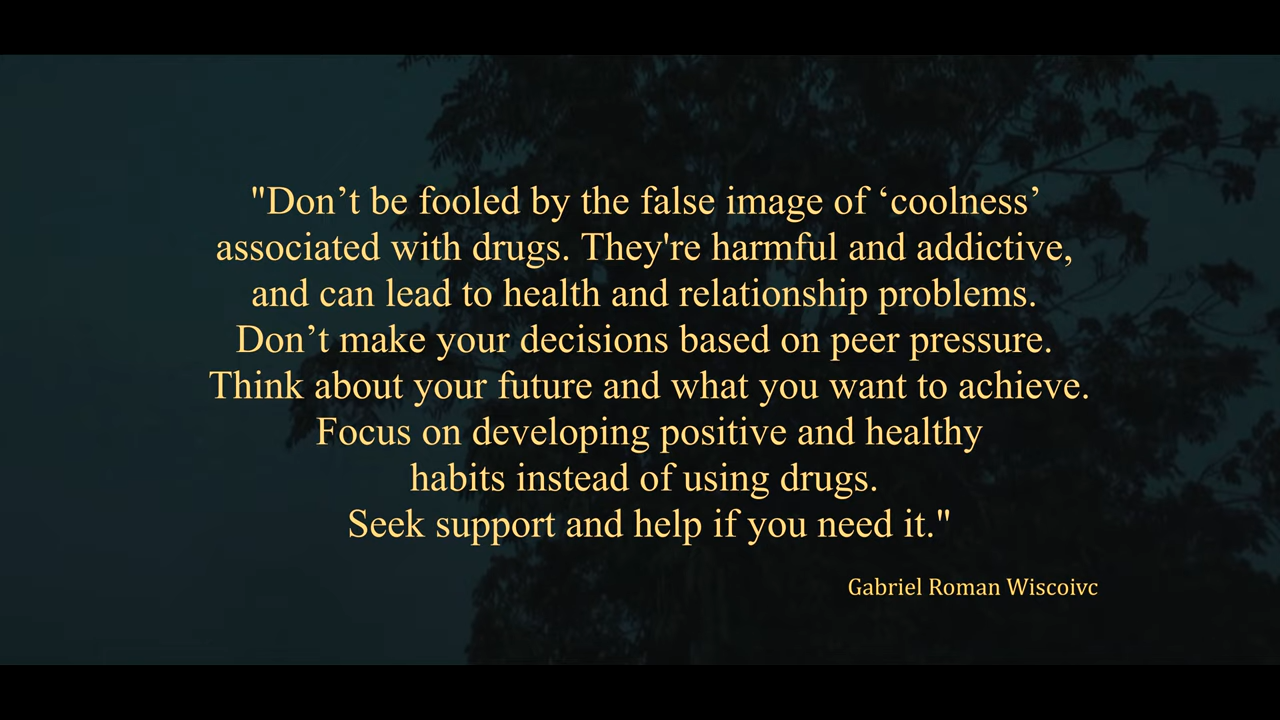 "Don’t be fooled by the false image of ‘coolness’
associated with drugs. They're harmful and addictive,
and can lead to health and relationship problems.
Don’t make your decisions based on peer pressure.
Think about your future and what you want to achieve.
Focus on developing positive and healthy
habits instead of using drugs.
Seek support and help if you need it."
Gabriel Roman Wiscoivc